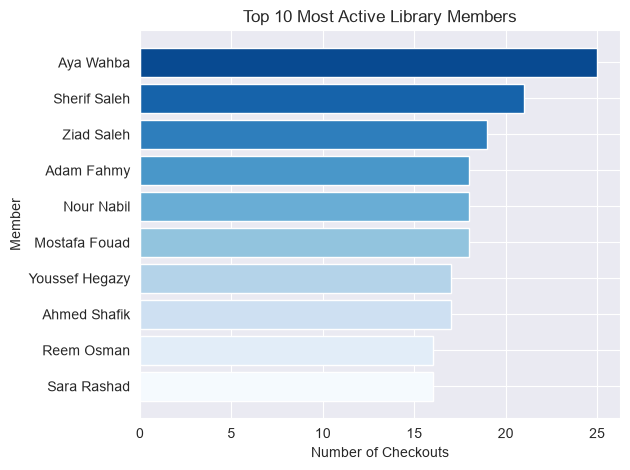 Top 10 Most Active Library Members
Member
Aya Wahba
Sherif Saleh
Ziad Saleh
Adam Fahmy
Nour Nabil
Mostafa Fouad
Youssef Hegazy
Ahmed Shafik
Reem Osman
Sara Rashad
0 5 10 15 20 25
Number of Checkouts